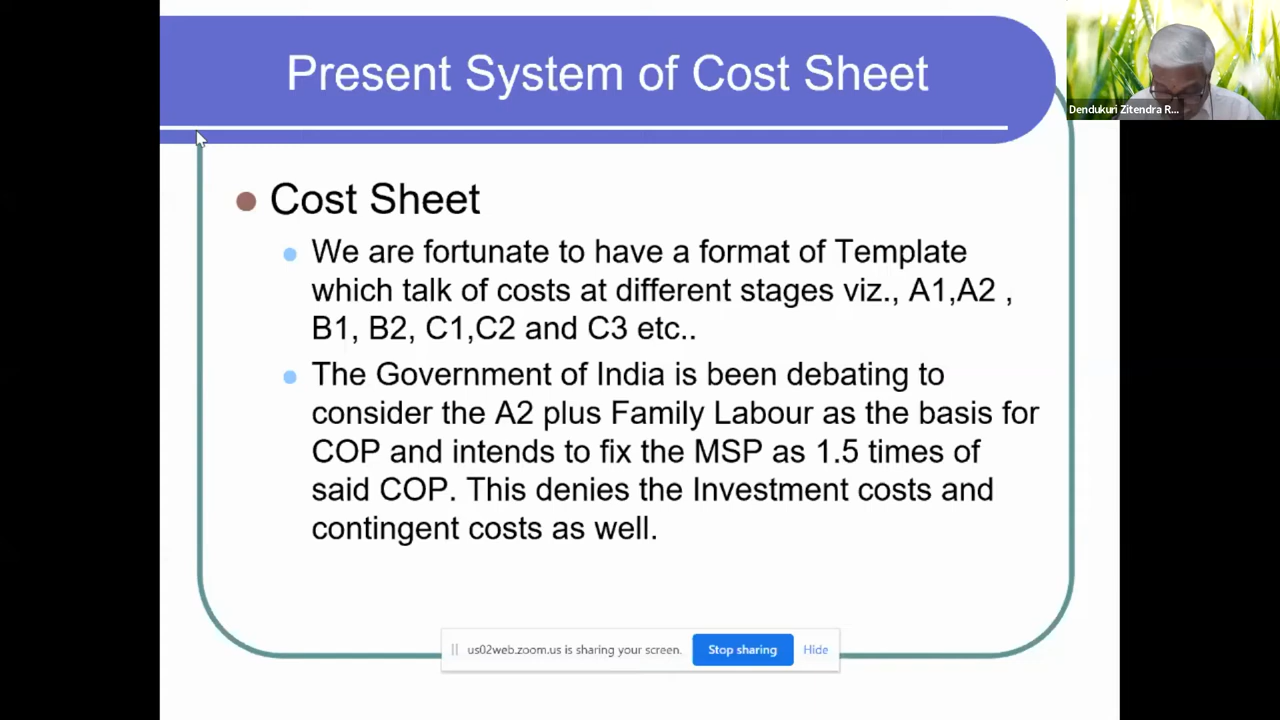 Present System of Cost Sheet
Dendukuri Zitendra R...
Cost Sheet
We are fortunate to have a format of Template
which talk of costs at different stages viz., A1,A2 ,
B1, B2, C1,C2 and C3 etc..
The Government of India is been debating to
consider the A2 plus Family Labour as the basis for
COP and intends to fix the MSP as 1.5 times of
said COP. This denies the Investment costs and
contingent costs as well.
us02web.zoom.us is sharing your screen.
Stop sharing
Hide